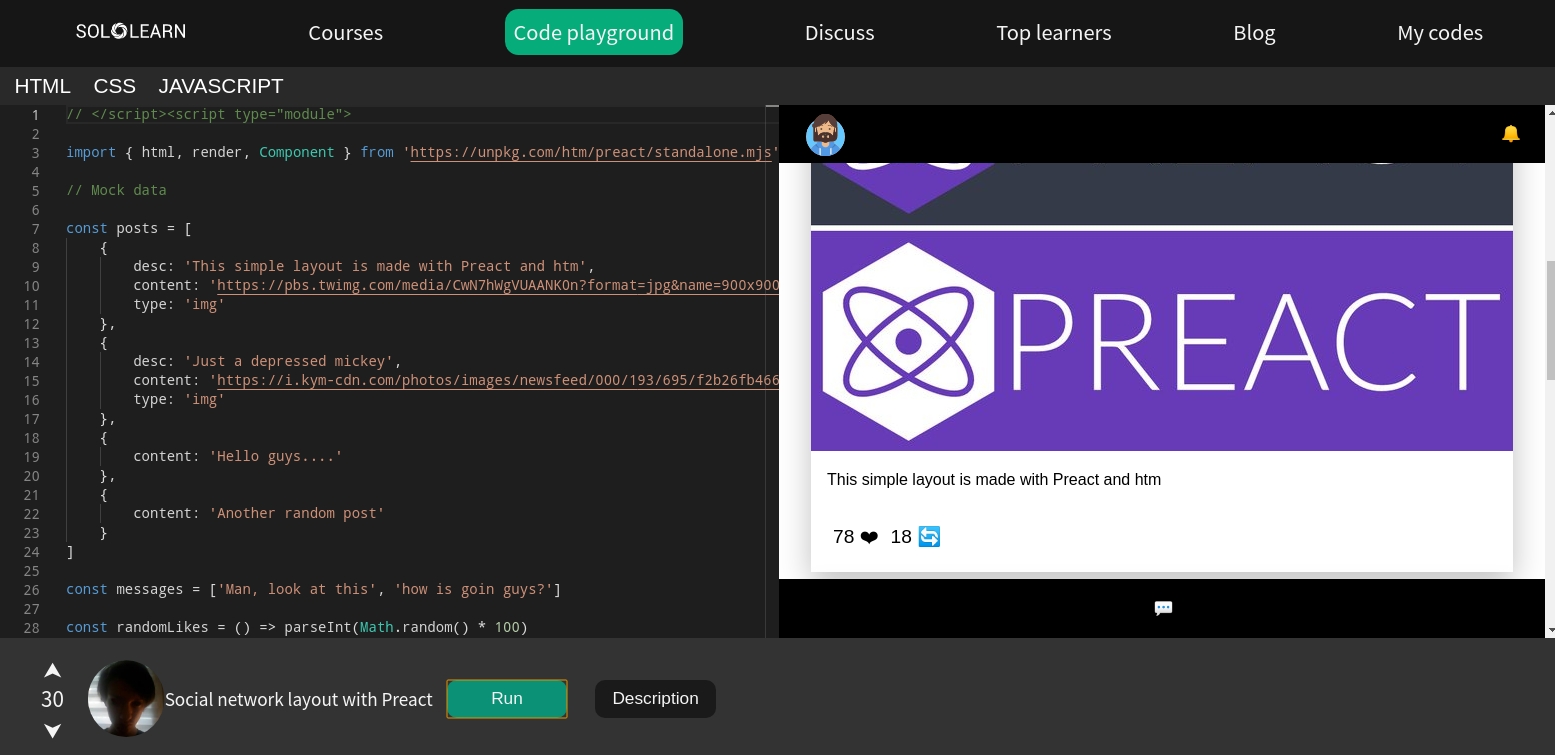 SOLOLEARN Courses Code playground Discuss Top learners Blog My codes
HTML CSS JAVASCRIPT
1 // </script><script type="module">
2
3 import { html, render, Component } from 'https://unpkg.com/htm/preact/standalone.mjs'
4
5 // Mock data
6
7 const posts = [
8 {
9 desc: 'This simple layout is made with Preact and htm',
10 content: 'https://pbs.twimg.com/media/CwN7hWgVUAANKOn?format=jpg&name=900x900
11 type: 'img'
12 },
13 {
14 desc: 'Just a depressed mickey',
15 content: 'https://i.kym-cdn.com/photos/images/newsfeed/000/193/695/f2b26fb466
16 type: 'img'
17 },
18 {
19 content: 'Hello guys....'
20 },
21 {
22 content: 'Another random post'
23 }
24 ]
25
26 const messages = ['Man, look at this', 'how is goin guys?']
27
28 const randomLikes = () => parseInt(Math.random() * 100)
PREACT
This simple layout is made with Preact and htm
78 ❤ 18 🔄
30 Social network layout with Preact Run Description